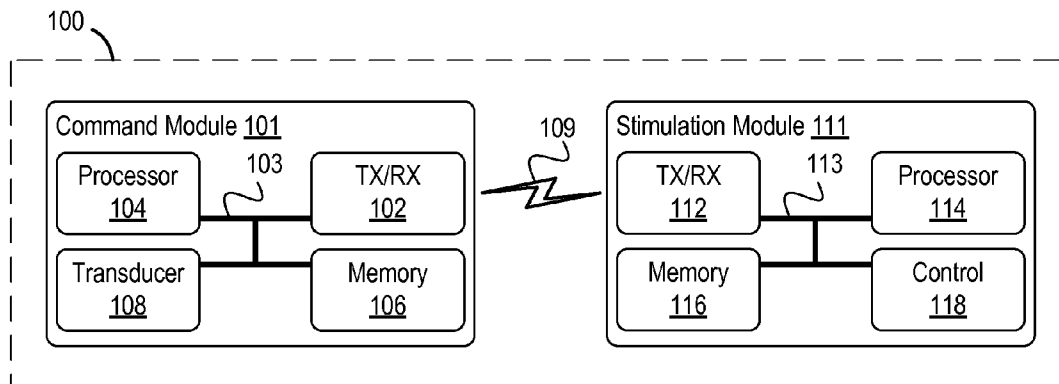 100
Command Module 101
Processor
104
103
TX/RX
102
Transducer
108
Memory
106
109
Stimulation Module 111
TX/RX
112
113
Processor
114
Memory
116
Control
118